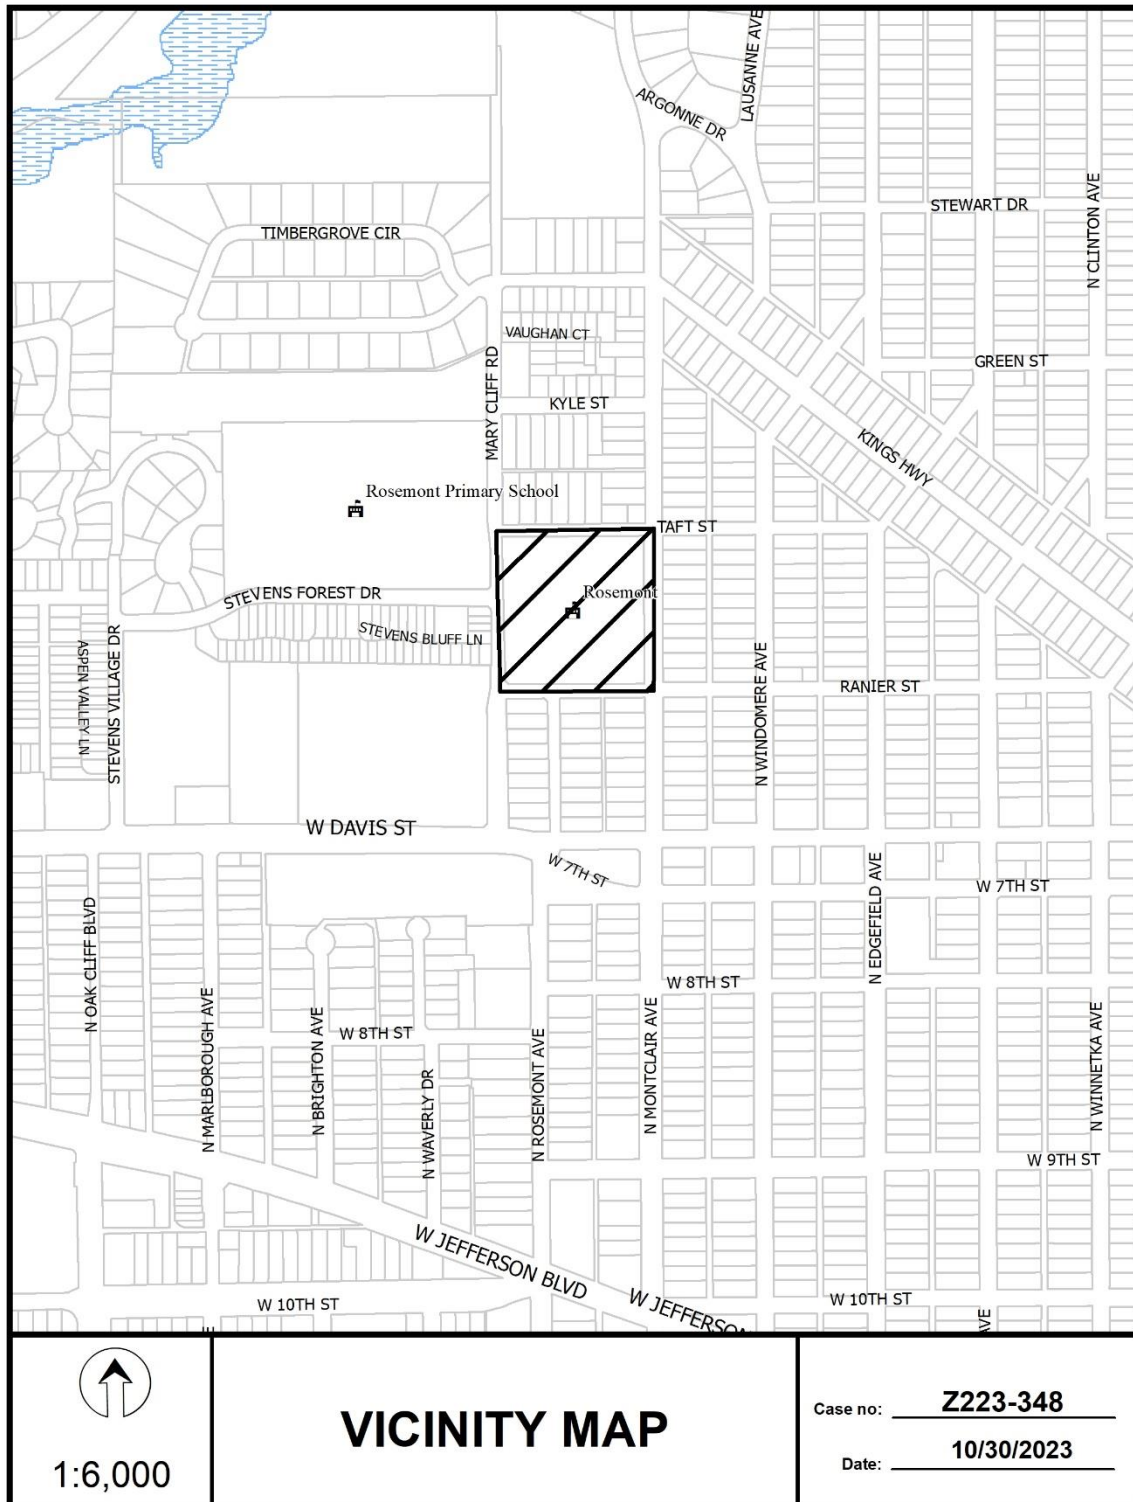 LAUSANNE AVE
ARGONNE DR
STEWART DR
N CLINTON AVE
TIMBERGROVE CIR
VAUGHAN CT
MARY CLIFF RD
GREEN ST
KYLE ST
KINGS HWY
Rosemont Primary School
TAFT ST
STEVENS FOREST DR
Rosemont
STEVENS BLUFF LN
ASPEN VALLEY LN
STEVENS VILLAGE DR
N WINDOMERE AVE
RANIER ST
W DAVIS ST
W 7TH ST
W 7TH ST
N OAK CLIFF BLVD
N EDGEFIELD AVE
W 8TH ST
N MARLBOROUGH AVE
N BRIGHTON AVE
W 8TH ST
N WAVERLY DR
N ROSEMONT AVE
N MONTCLAIR AVE
N WINNETKA AVE
W 9TH ST
W JEFFERSON BLVD
W JEFFERSON
W 10TH ST
W 10TH ST
AVE
1:6,000
VICINITY MAP
Case no: Z223-348
Date: 10/30/2023